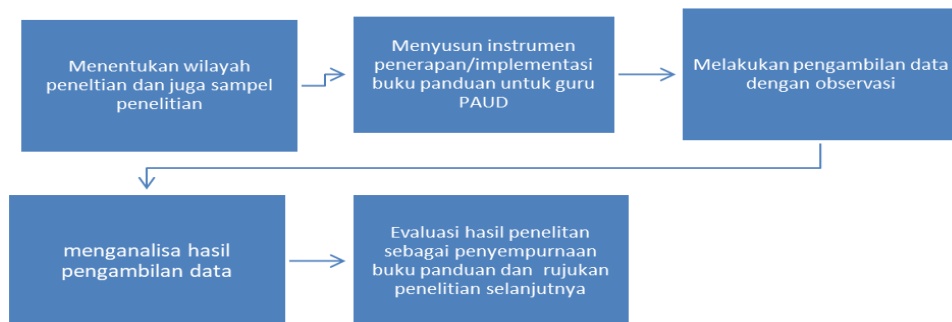 Menentukan wilayah
peneltian dan juga sampel
penelitian
Menyusun instrumen
penerapan/implementasi
buku panduan untuk guru
PAUD
Melakukan pengambilan data
dengan observasi
menganalisa hasil
pengambilan data
Evaluasi hasil penelitan
sebagai penyempurnaan
buku panduan dan rujukan
penelitian selanjutnya